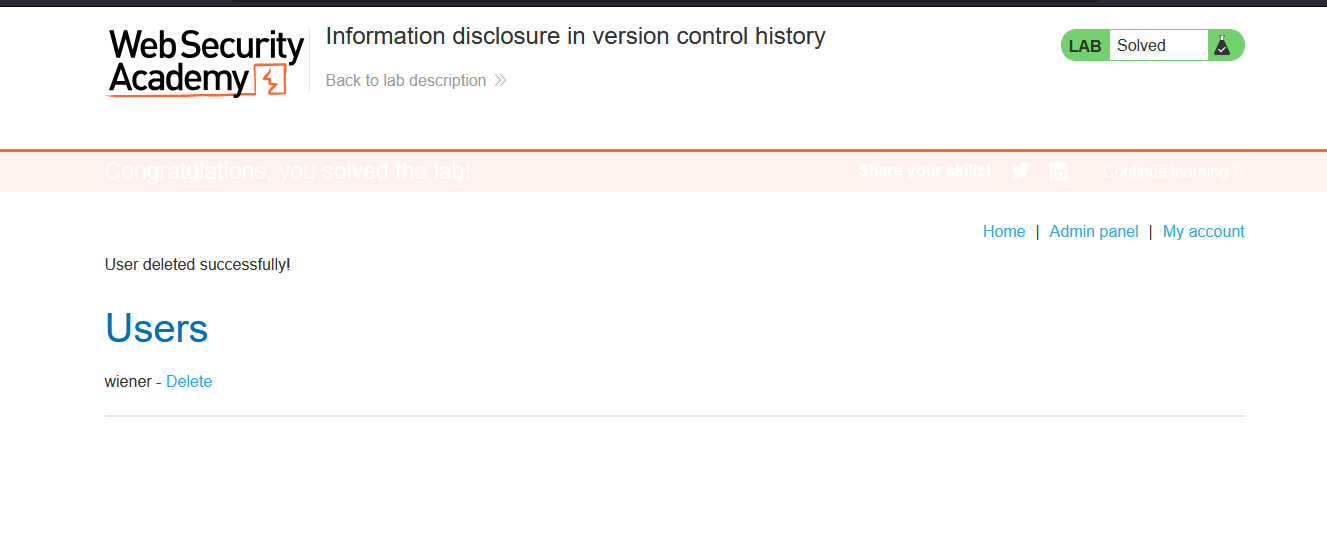 Web Security
Academy
Information disclosure in version control history
Back to lab description
LAB Solved
Congratulations, you solved the lab!
Share your skills!
Continue learning
Home | Admin panel | My account
User deleted successfully!
Users
wiener - Delete